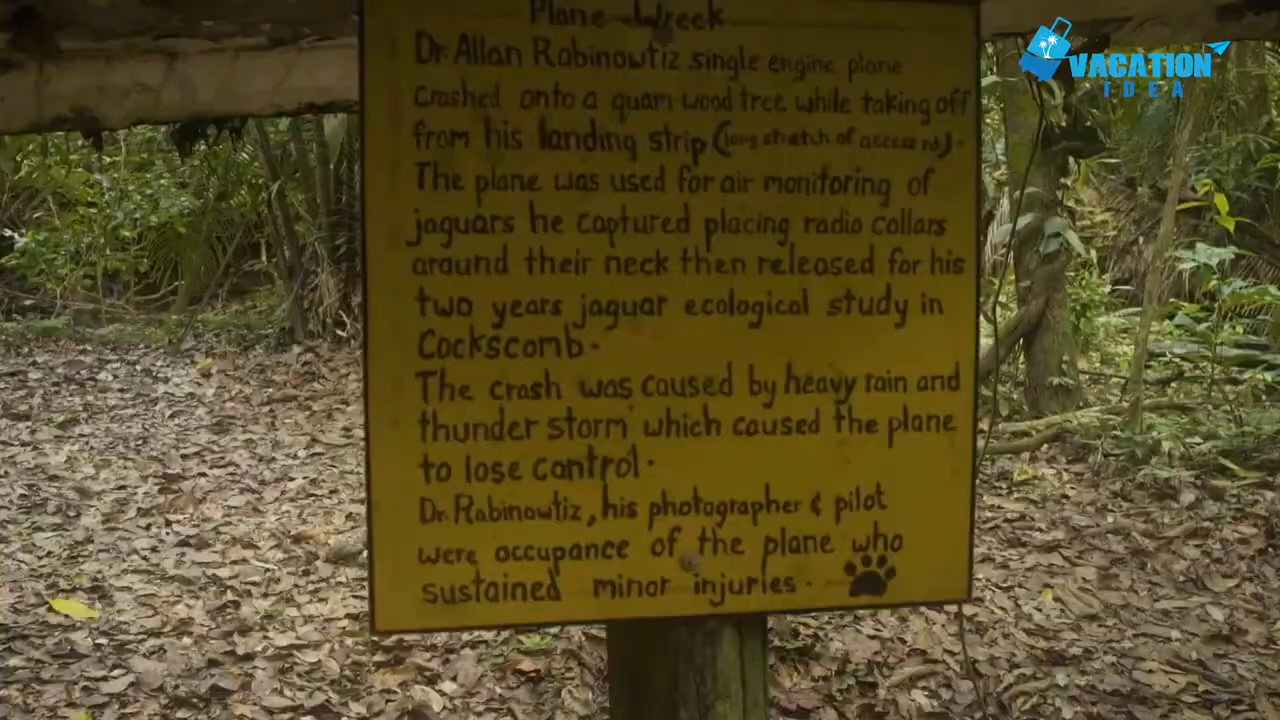 Plane Wreck
VACATION
IDEA
Dr. Allan Rabinowtiz single engine plane
crashed onto a quam wood tree while taking off
from his landing strip (long stretch of access rd).
The plane was used for air monitoring of
jaguars he captured placing radio collars
around their neck then released for his
two years jaguar ecological study in
Cockscomb.
The crash was caused by heavy rain and
thunder storm which caused the plane
to lose control.
Dr. Rabinowtiz, his photographer & pilot
were occupance of the plane who
sustained minor injuries.